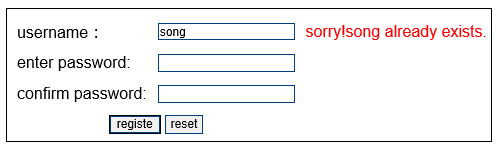 username： song sorry!song already exists.
enter password:
confirm password:
registe reset